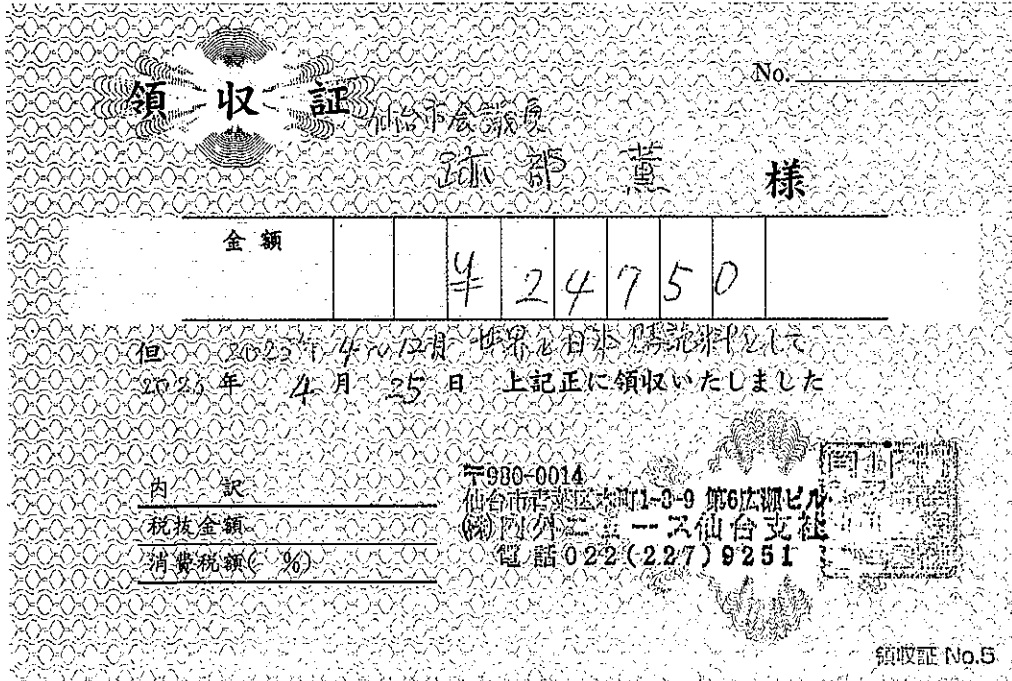 領収証
No.
仙台市会議員
跡部 薫 様
金額 ¥24750
但 2023年4~12月 世界と日本 購読料として
2023年 4月 25日 上記正に領収いたしました
内訳
税抜金額
消費税額( %)
〒980-0014
仙台市青葉区本町1-3-9 第6広瀬ビル
(株)内外ニュース仙台支社
電話022(227)9251
領収証 No.5